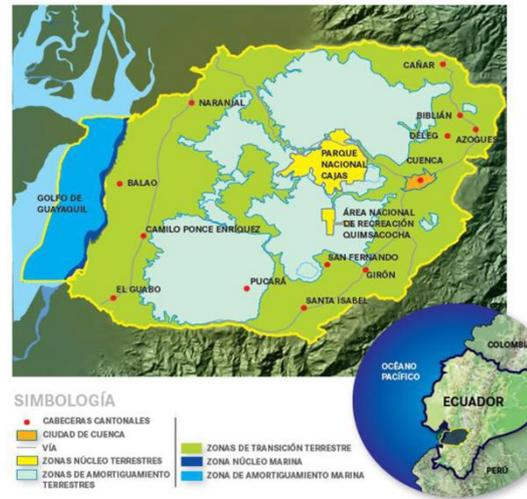 CAÑAR
NARANJAL
BIBLIÁN
DÉLEG
AZOGUES
PARQUE
NACIONAL
CAJAS
CUENCA
BALAO
GOLFO DE
GUAYAQUIL
ÁREA NACIONAL
DE RECREACIÓN
QUIMSACOCHA
CAMILO PONCE ENRÍQUEZ
SAN FERNANDO
GIRÓN
PUCARÁ
EL GUABO
SANTA ISABEL
COLOMBI
OCÉANO
PACÍFICO
ECUADOR
PERÚ
SIMBOLOGÍA
CABECERAS CANTONALES
CIUDAD DE CUENCA
VÍA
ZONAS NÚCLEO TERRESTRES
ZONAS DE AMORTIGUAMIENTO
TERRESTRES
ZONAS DE TRANSICIÓN TERRESTRE
ZONA NÚCLEO MARINA
ZONA DE AMORTIGUAMIENTO MARINA